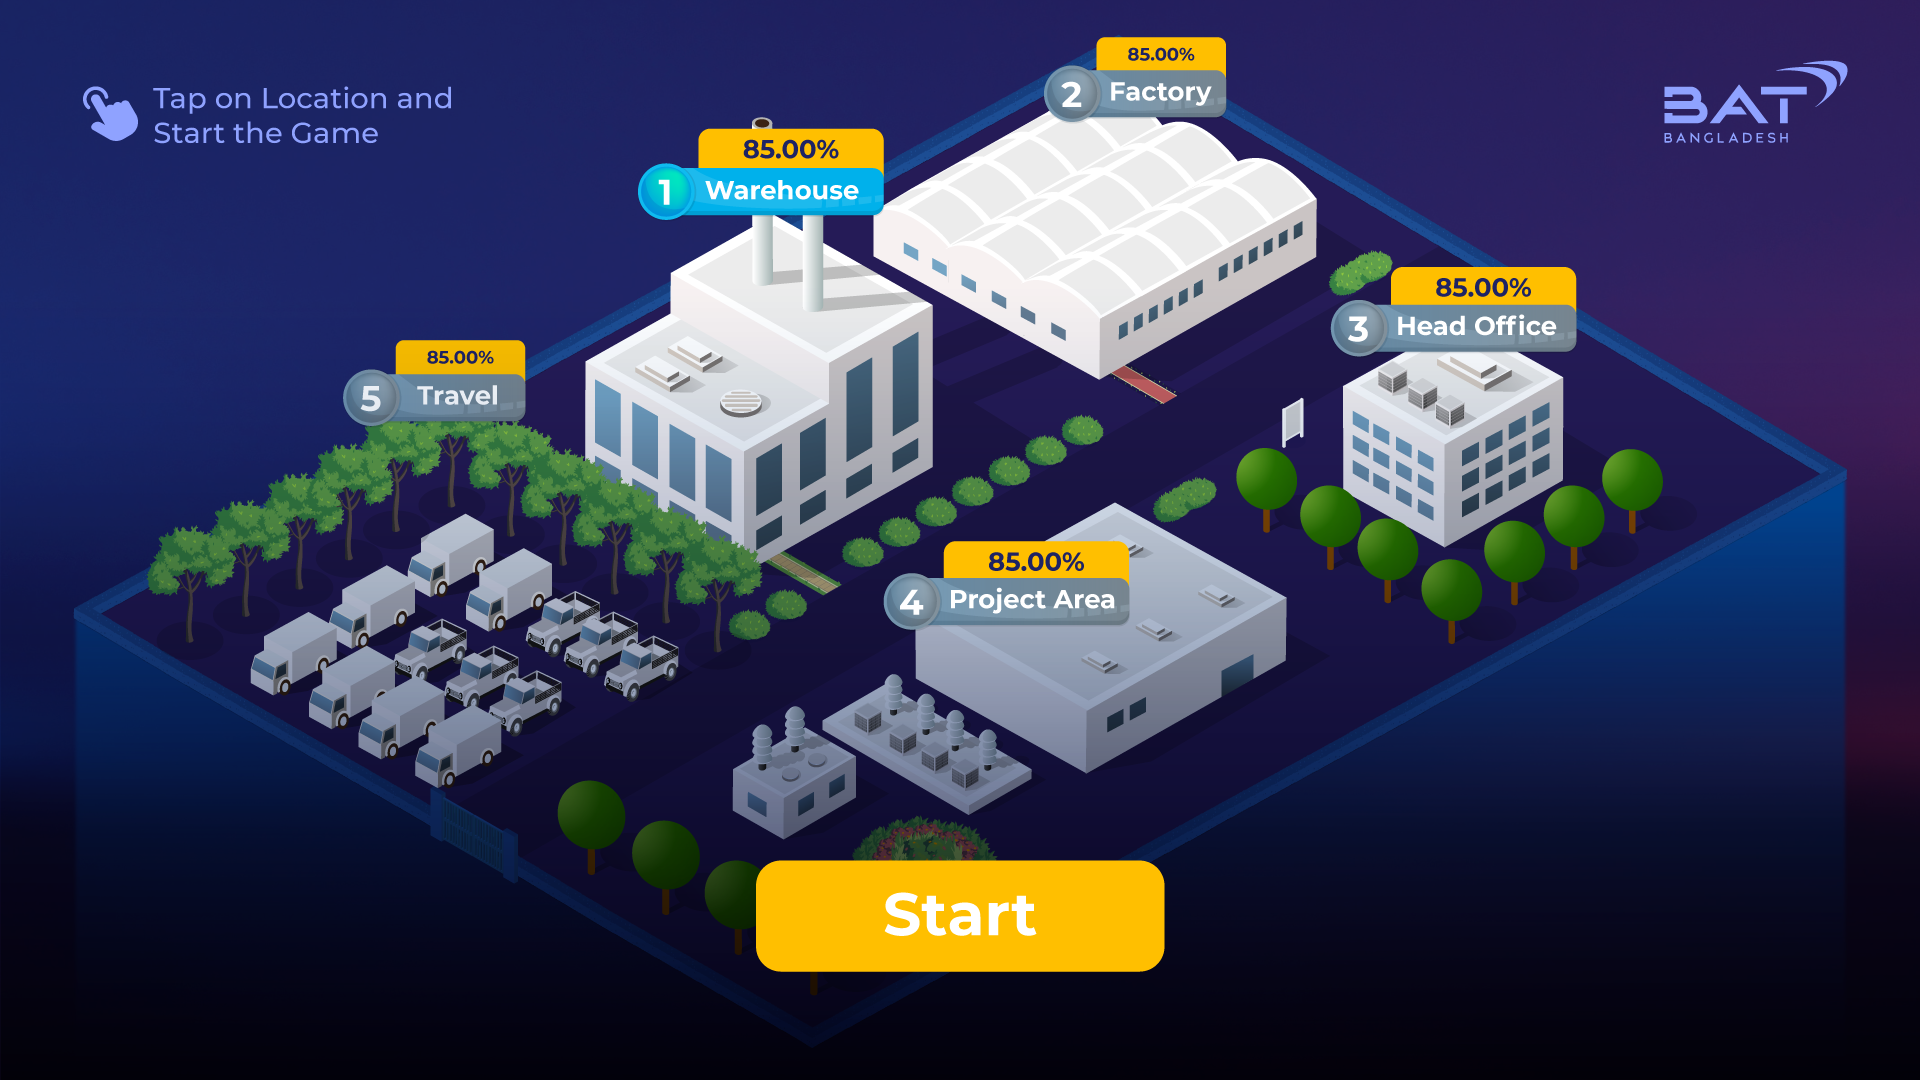 Tap on Location and
Start the Game
BAT
BANGLADESH
85.00%
2 Factory
85.00%
1 Warehouse
85.00%
3 Head Office
85.00%
5 Travel
85.00%
4 Project Area
Start